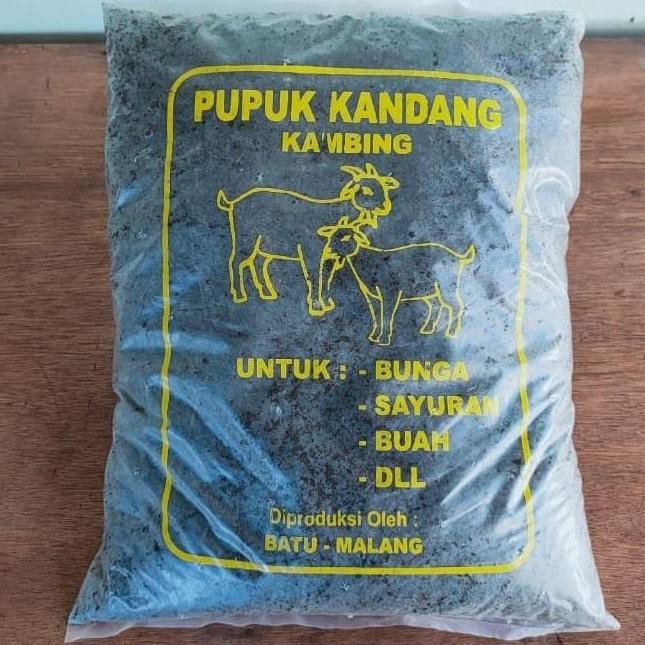 PUPUK KANDANG
KAMBING
UNTUK : - BUNGA
- SAYURAN
- BUAH
- DLL
Diproduksi Oleh :
BATU - MALANG